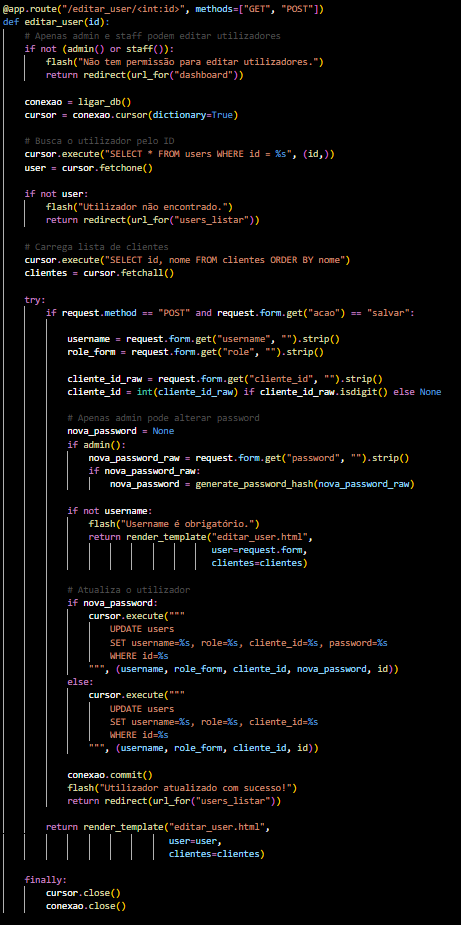 @app.route("/editar_user/<int:id>", methods=["GET", "POST"])
def editar_user(id):
    # Apenas admin e staff podem editar utilizadores
    if not (admin() or staff()):
        flash("Não tem permissão para editar utilizadores.")
        return redirect(url_for("dashboard"))

    conexao = ligar_db()
    cursor = conexao.cursor(dictionary=True)

    # Busca o utilizador pelo ID
    cursor.execute("SELECT * FROM users WHERE id = %s", (id,))
    user = cursor.fetchone()

    if not user:
        flash("Utilizador não encontrado.")
        return redirect(url_for("users_listar"))

    # Carrega lista de clientes
    cursor.execute("SELECT id, nome FROM clientes ORDER BY nome")
    clientes = cursor.fetchall()

    try:
        if request.method == "POST" and request.form.get("acao") == "salvar":

            username = request.form.get("username", "").strip()
            role_form = request.form.get("role", "").strip()

            cliente_id_raw = request.form.get("cliente_id", "").strip()
            cliente_id = int(cliente_id_raw) if cliente_id_raw.isdigit() else None

            # Apenas admin pode alterar password
            nova_password = None
            if admin():
                nova_password_raw = request.form.get("password", "").strip()
                if nova_password_raw:
                    nova_password = generate_password_hash(nova_password_raw)

            if not username:
                flash("Username é obrigatório.")
                return render_template("editar_user.html",
                                       user=request.form,
                                       clientes=clientes)

            # Atualiza o utilizador
            if nova_password:
                cursor.execute("""
                    UPDATE users
                    SET username=%s, role=%s, cliente_id=%s, password=%s
                    WHERE id=%s
                """, (username, role_form, cliente_id, nova_password, id))
            else:
                cursor.execute("""
                    UPDATE users
                    SET username=%s, role=%s, cliente_id=%s
                    WHERE id=%s
                """, (username, role_form, cliente_id, id))

            conexao.commit()
            flash("Utilizador atualizado com sucesso!")
            return redirect(url_for("users_listar"))

        return render_template("editar_user.html",
                               user=user,
                               clientes=clientes)

    finally:
        cursor.close()
        conexao.close()